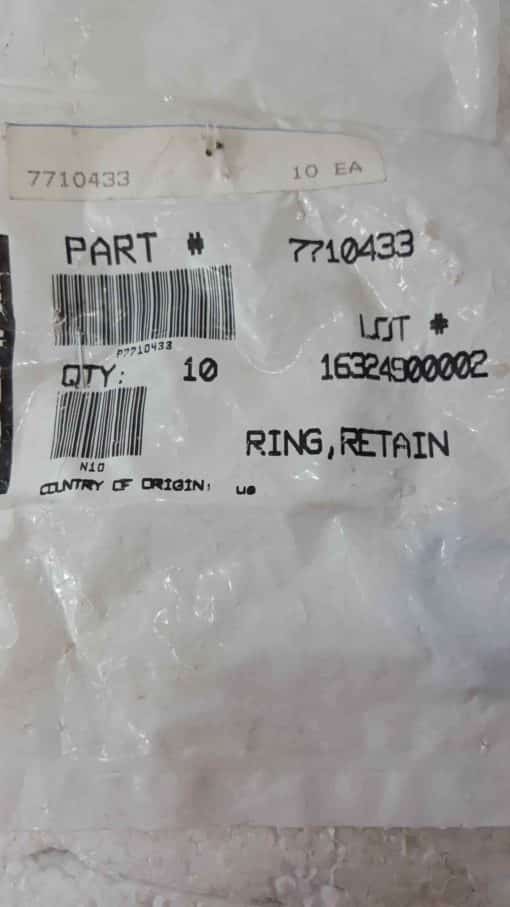 7710433 10 EA
PART # 7710433
P7710433
LOT #
QTY: 10 16324900002
N10
RING,RETAIN
COUNTRY OF ORIGIN: US